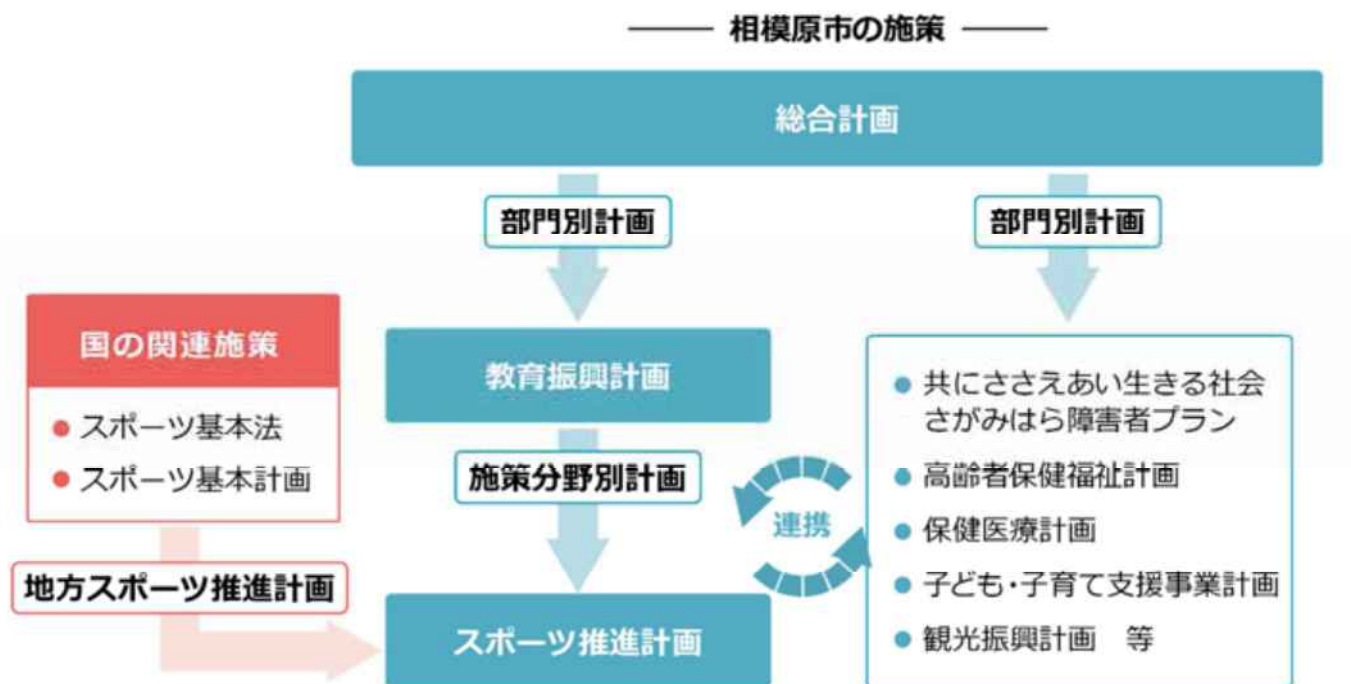 相模原市の施策
総合計画
部門別計画
部門別計画
国の関連施策
● スポーツ基本法
● スポーツ基本計画
地方スポーツ推進計画
教育振興計画
施策分野別計画
スポーツ推進計画
連携
● 共にささえあい生きる社会
さがみはら障害者プラン
● 高齢者保健福祉計画
● 保健医療計画
● 子ども・子育て支援事業計画
● 観光振興計画　等